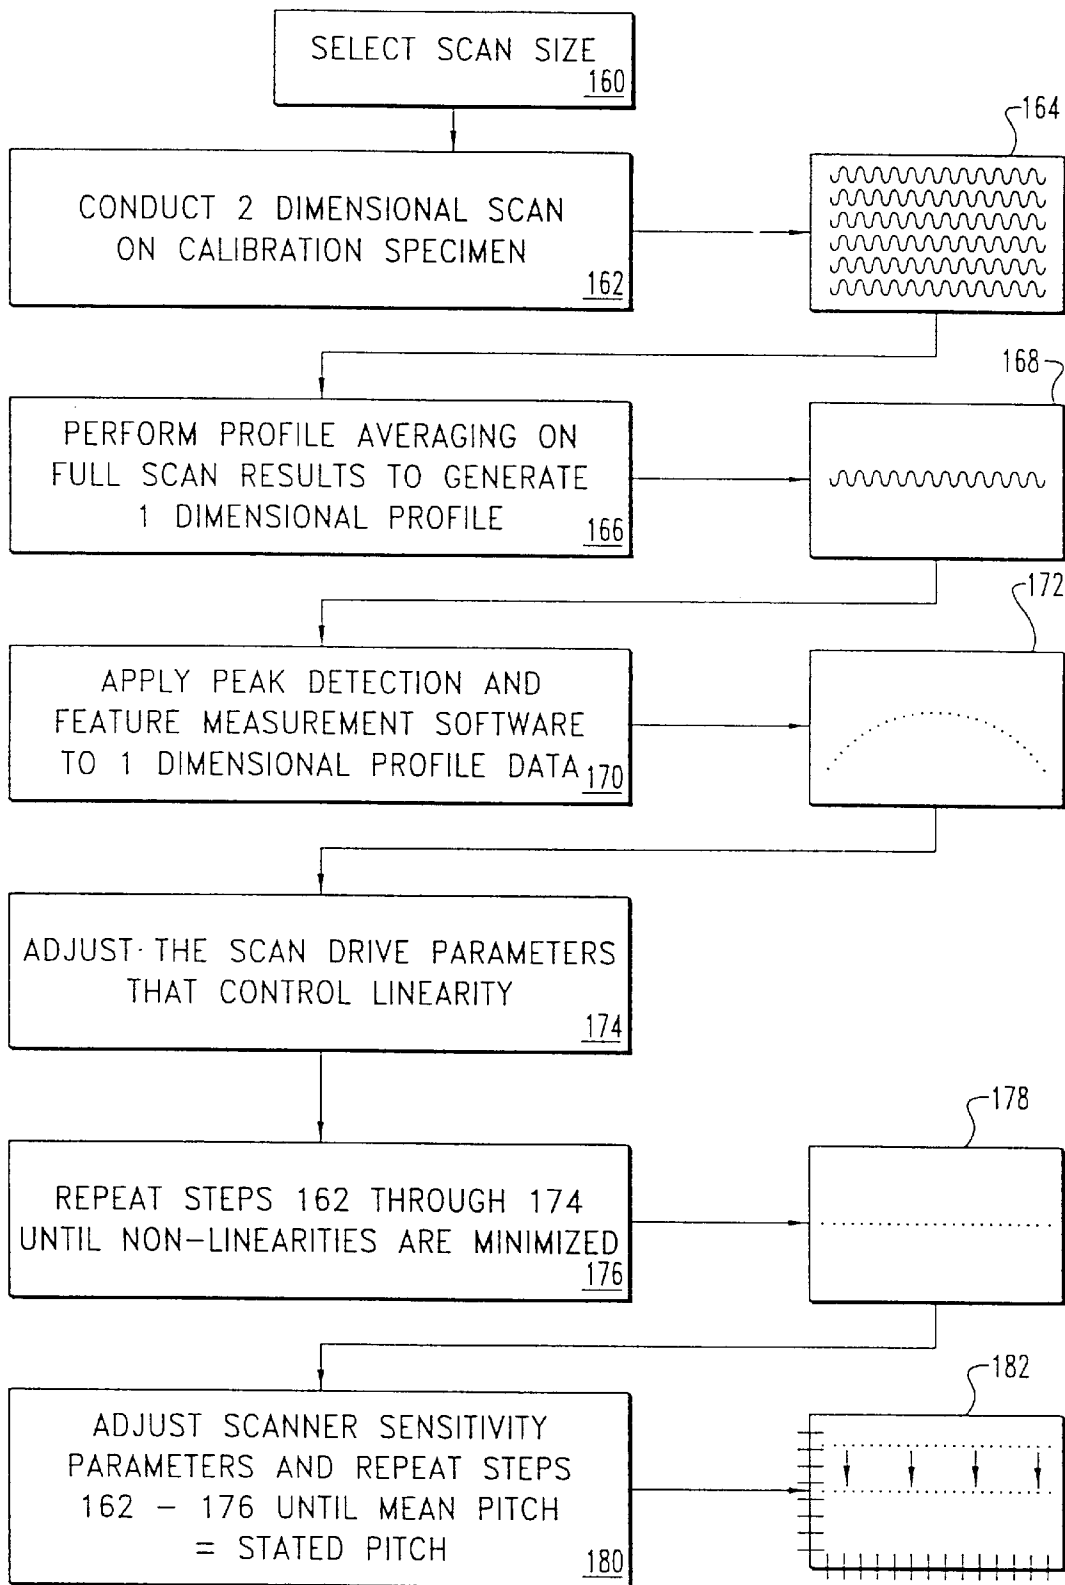 SELECT SCAN SIZE
160
164
CONDUCT 2 DIMENSIONAL SCAN
ON CALIBRATION SPECIMEN
162
168
PERFORM PROFILE AVERAGING ON
FULL SCAN RESULTS TO GENERATE
1 DIMENSIONAL PROFILE
166
172
APPLY PEAK DETECTION AND
FEATURE MEASUREMENT SOFTWARE
TO 1 DIMENSIONAL PROFILE DATA
170
ADJUST THE SCAN DRIVE PARAMETERS
THAT CONTROL LINEARITY
174
178
REPEAT STEPS 162 THROUGH 174
UNTIL NON-LINEARITIES ARE MINIMIZED
176
182
ADJUST SCANNER SENSITIVITY
PARAMETERS AND REPEAT STEPS
162 - 176 UNTIL MEAN PITCH
= STATED PITCH
180